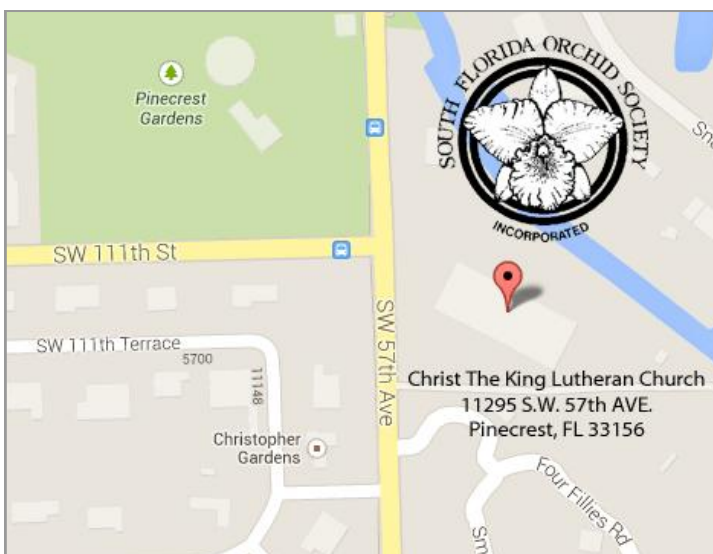 Pinecrest
Gardens
SOUTH FLORIDA ORCHID SOCIETY
INCORPORATED
SW 111th St
SW 57th Ave
SW 111th Terrace
5700
11148
Christopher
Gardens
Christ The King Lutheran Church
11295 S.W. 57th AVE.
Pinecrest, FL 33156
Four Fillies Rd
Sm